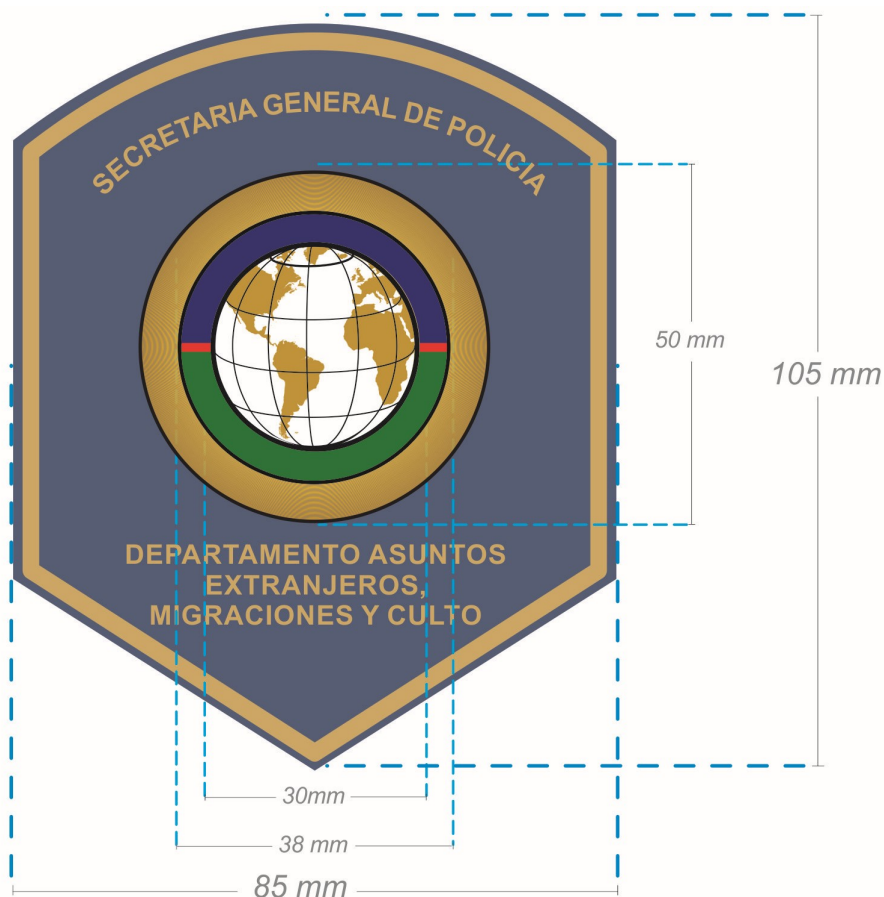 SECRETARIA GENERAL DE POLICIA
50 mm
105 mm
DEPARTAMENTO ASUNTOS
EXTRANJEROS,
MIGRACIONES Y CULTO
30mm
38 mm
85 mm